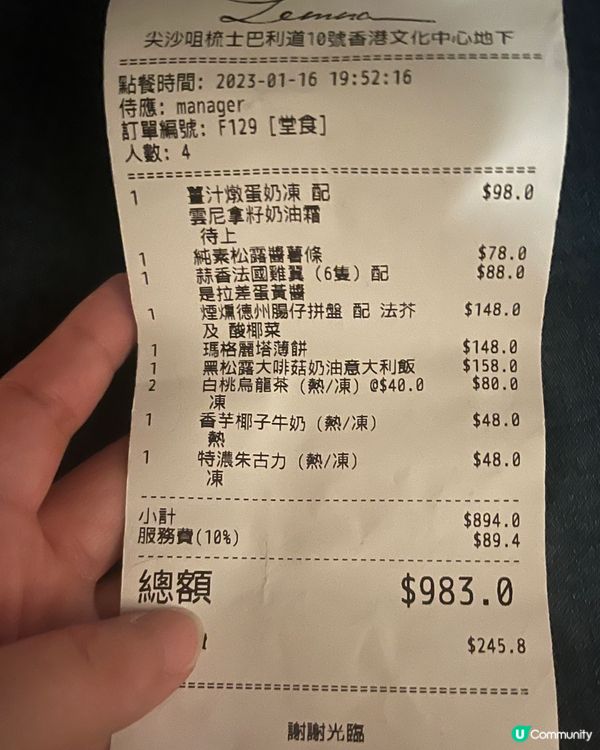 尖沙咀梳士巴利道10號香港文化中心地下
點餐時間: 2023-01-16 19:52:16
侍應: manager
訂單編號: F129 [堂食]
人數: 4
1 薑汁燉蛋奶凍 配 $98.0
雲尼拿籽奶油霜
待上
1 純素松露醬薯條 $78.0
1 蒜香法國雞翼 (6隻) 配 $88.0
是拉差蛋黃醬
1 煙燻德州腸仔拼盤 配 法芥 $148.0
及 酸椰菜
1 瑪格麗塔薄餅 $148.0
1 黑松露大啡菇奶油意大利飯 $158.0
2 白桃烏龍茶 (熱/凍) @$40.0 $80.0
凍
1 香芋椰子牛奶 (熱/凍) $48.0
熱
1 特濃朱古力 (熱/凍) $48.0
凍
小計 $894.0
服務費(10%) $89.4
總額 $983.0
$245.8
謝謝光臨
U Community